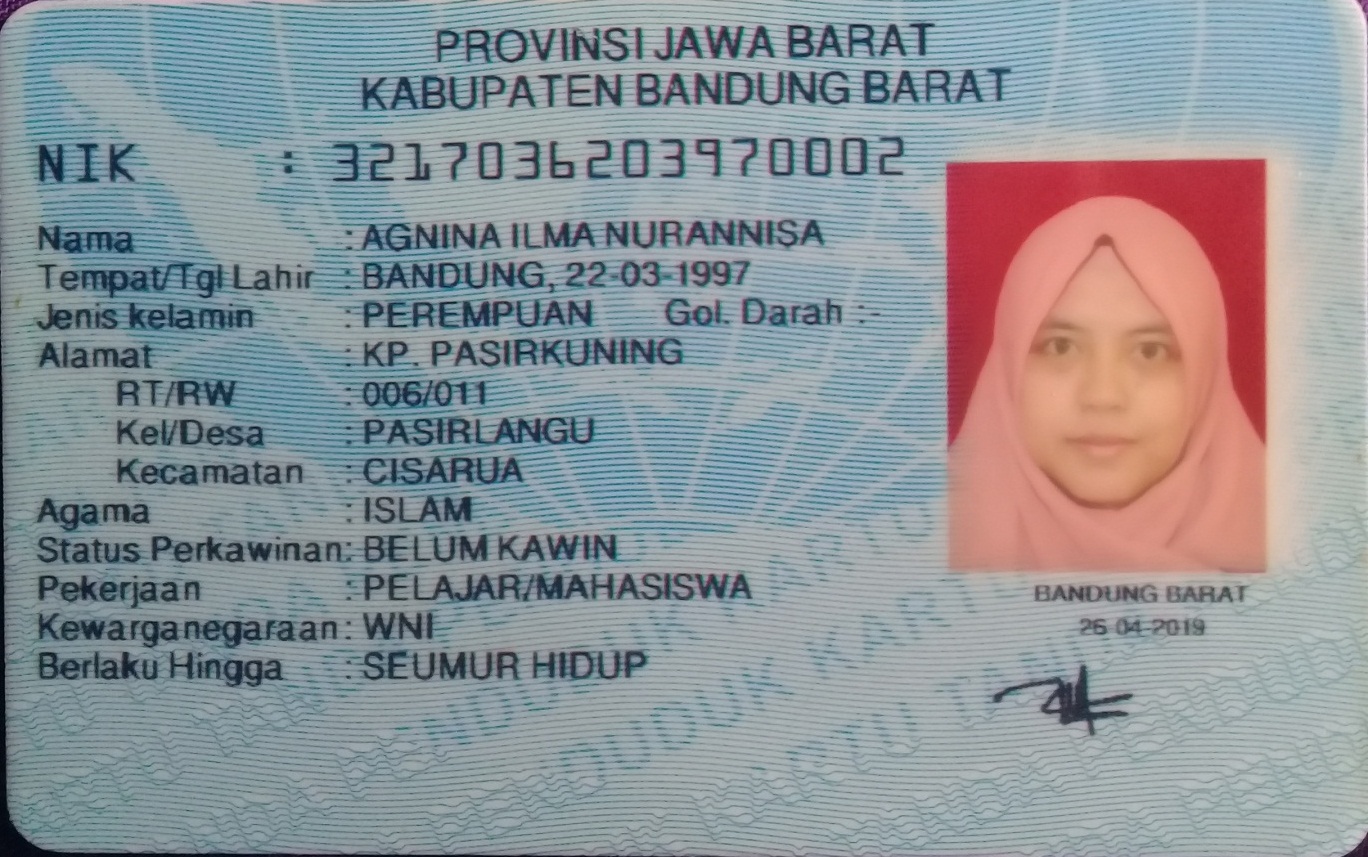 PROVINSI JAWA BARAT
KABUPATEN BANDUNG BARAT
NIK : 3217036203970002
Nama : AGNINA ILMA NURANNISA
Tempat/Tgl Lahir : BANDUNG, 22-03-1997
Jenis kelamin : PEREMPUAN Gol. Darah :-
Alamat : KP. PASIRKUNING
RT/RW : 006/011
Kel/Desa : PASIRLANGU
Kecamatan : CISARUA
Agama : ISLAM
Status Perkawinan: BELUM KAWIN
Pekerjaan : PELAJAR/MAHASISWA
Kewarganegaraan: WNI
Berlaku Hingga : SEUMUR HIDUP
BANDUNG BARAT
26-04-2019